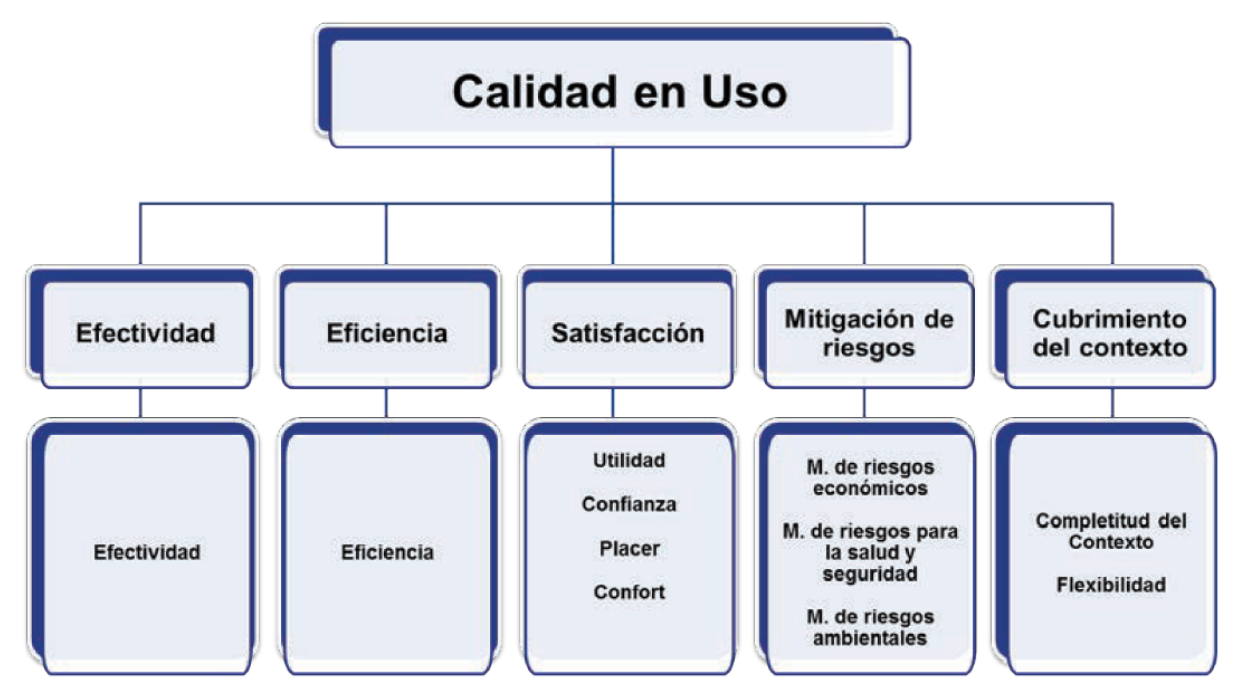 Calidad en Uso
Efectividad
Eficiencia
Satisfacción
Mitigación de
riesgos
Cubrimiento
del contexto
Efectividad
Eficiencia
Utilidad
Confianza
Placer
Confort
M. de riesgos
económicos
M. de riesgos para
la salud y
seguridad
M. de riesgos
ambientales
Completitud del
Contexto
Flexibilidad